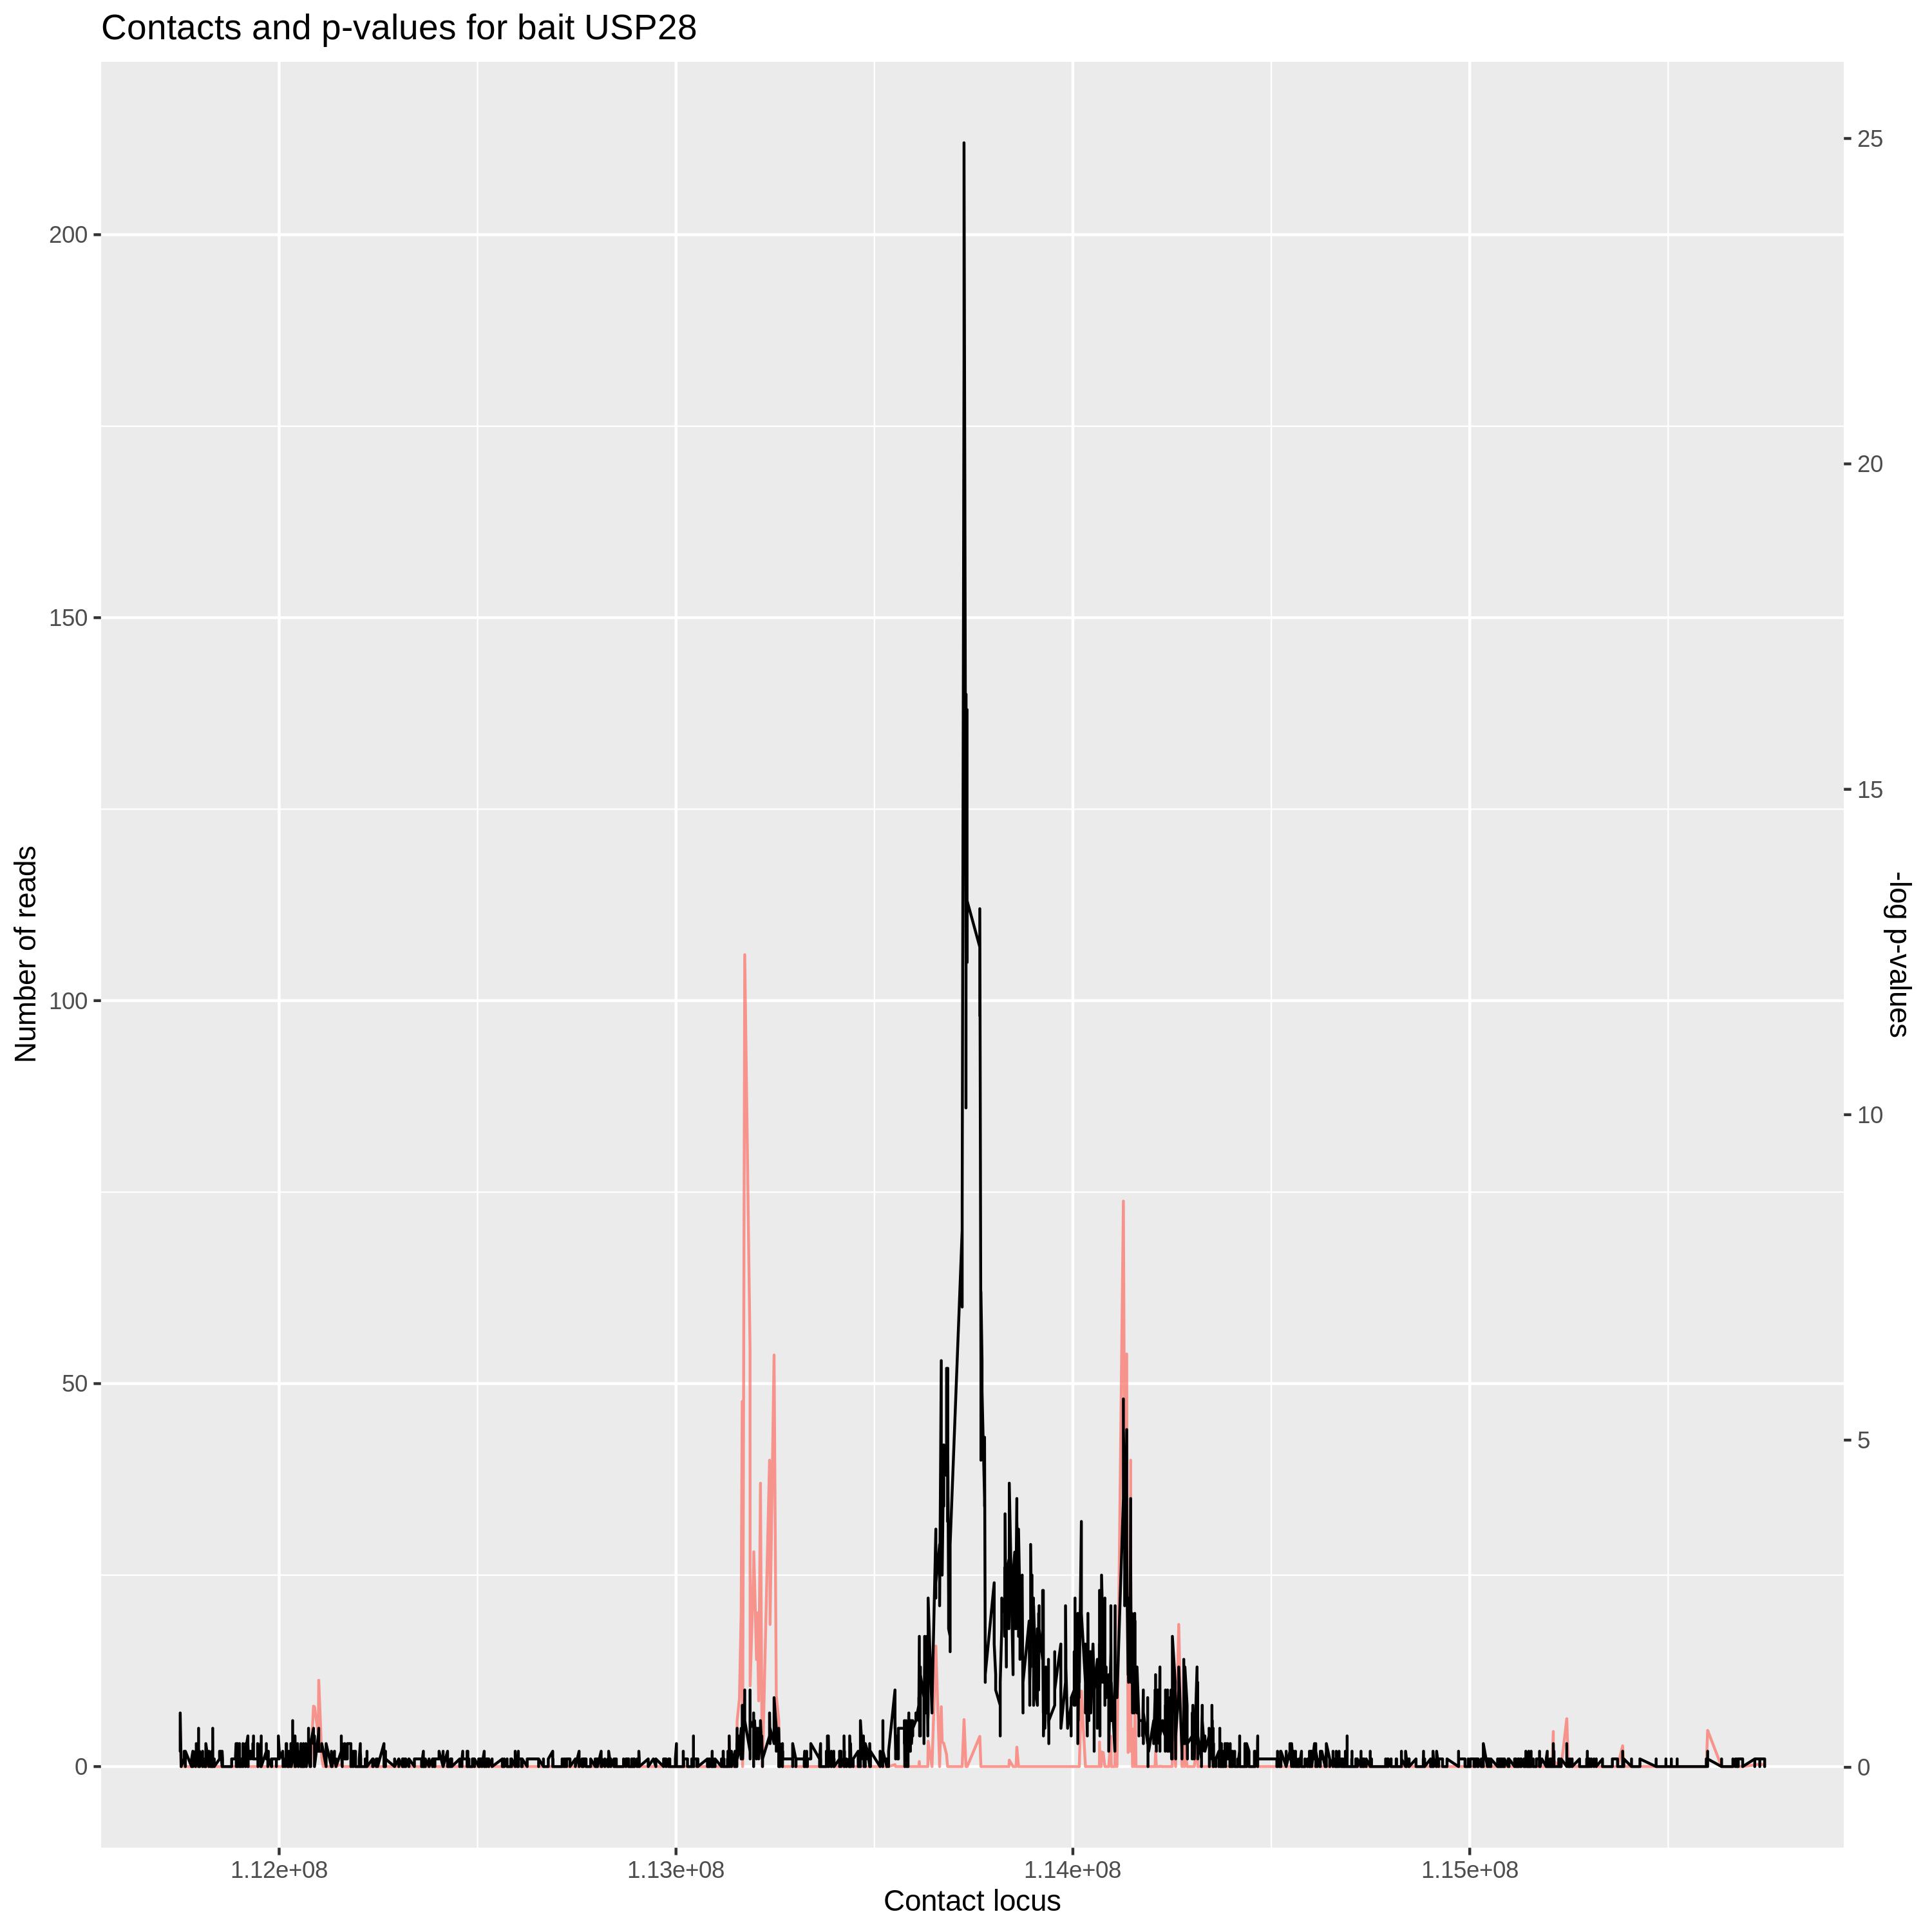 Contacts and p-values for bait USP28
Number of reads
200
150
100
50
0
25
20
15
10
5
0
-log p-values
1.12e+08
1.13e+08
1.14e+08
1.15e+08
Contact locus